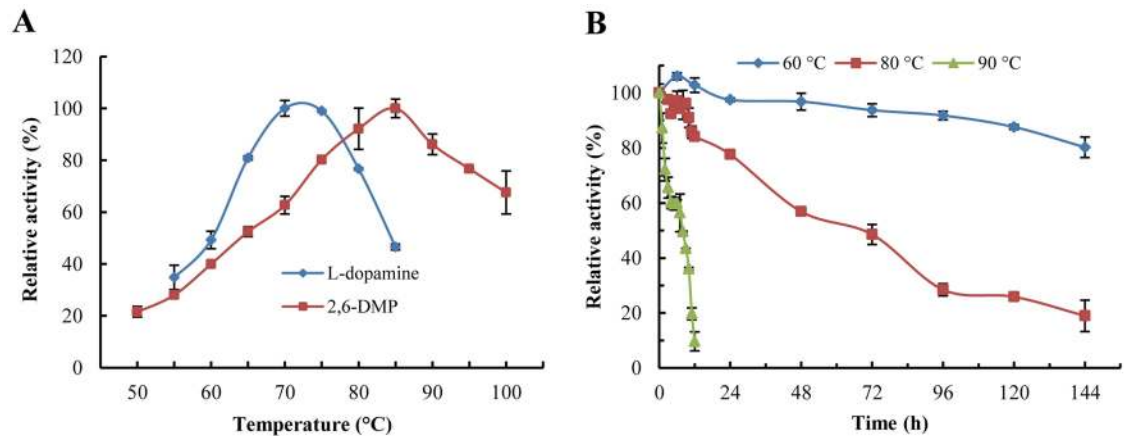 A
Relative activity (%)
120
100
80
60
40
20
0
L-dopamine
2,6-DMP
50 60 70 80 90 100
Temperature (°C)
B
60 °C 80 °C 90 °C
Relative activity (%)
100
80
60
40
20
0
0 24 48 72 96 120 144
Time (h)